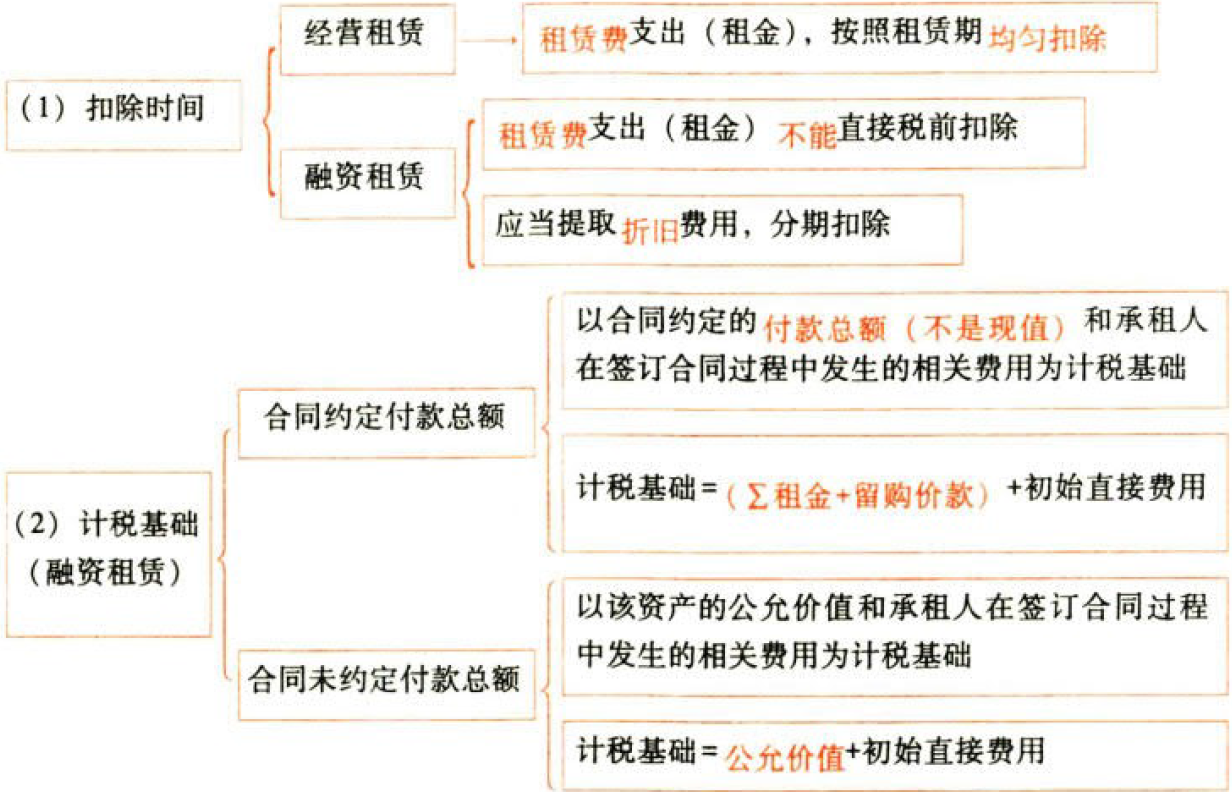 (1) 扣除时间
经营租赁
租赁费支出(租金),按照租赁期均匀扣除
融资租赁
租赁费支出(租金)不能直接税前扣除
应当提取折旧费用,分期扣除
(2) 计税基础
(融资租赁)
合同约定付款总额
以合同约定的付款总额(不是现值)和承租人
在签订合同过程中发生的相关费用为计税基础
计税基础=(∑租金+留购价款)+初始直接费用
合同未约定付款总额
以该资产的公允价值和承租人在签订合同过程
中发生的相关费用为计税基础
计税基础=公允价值+初始直接费用